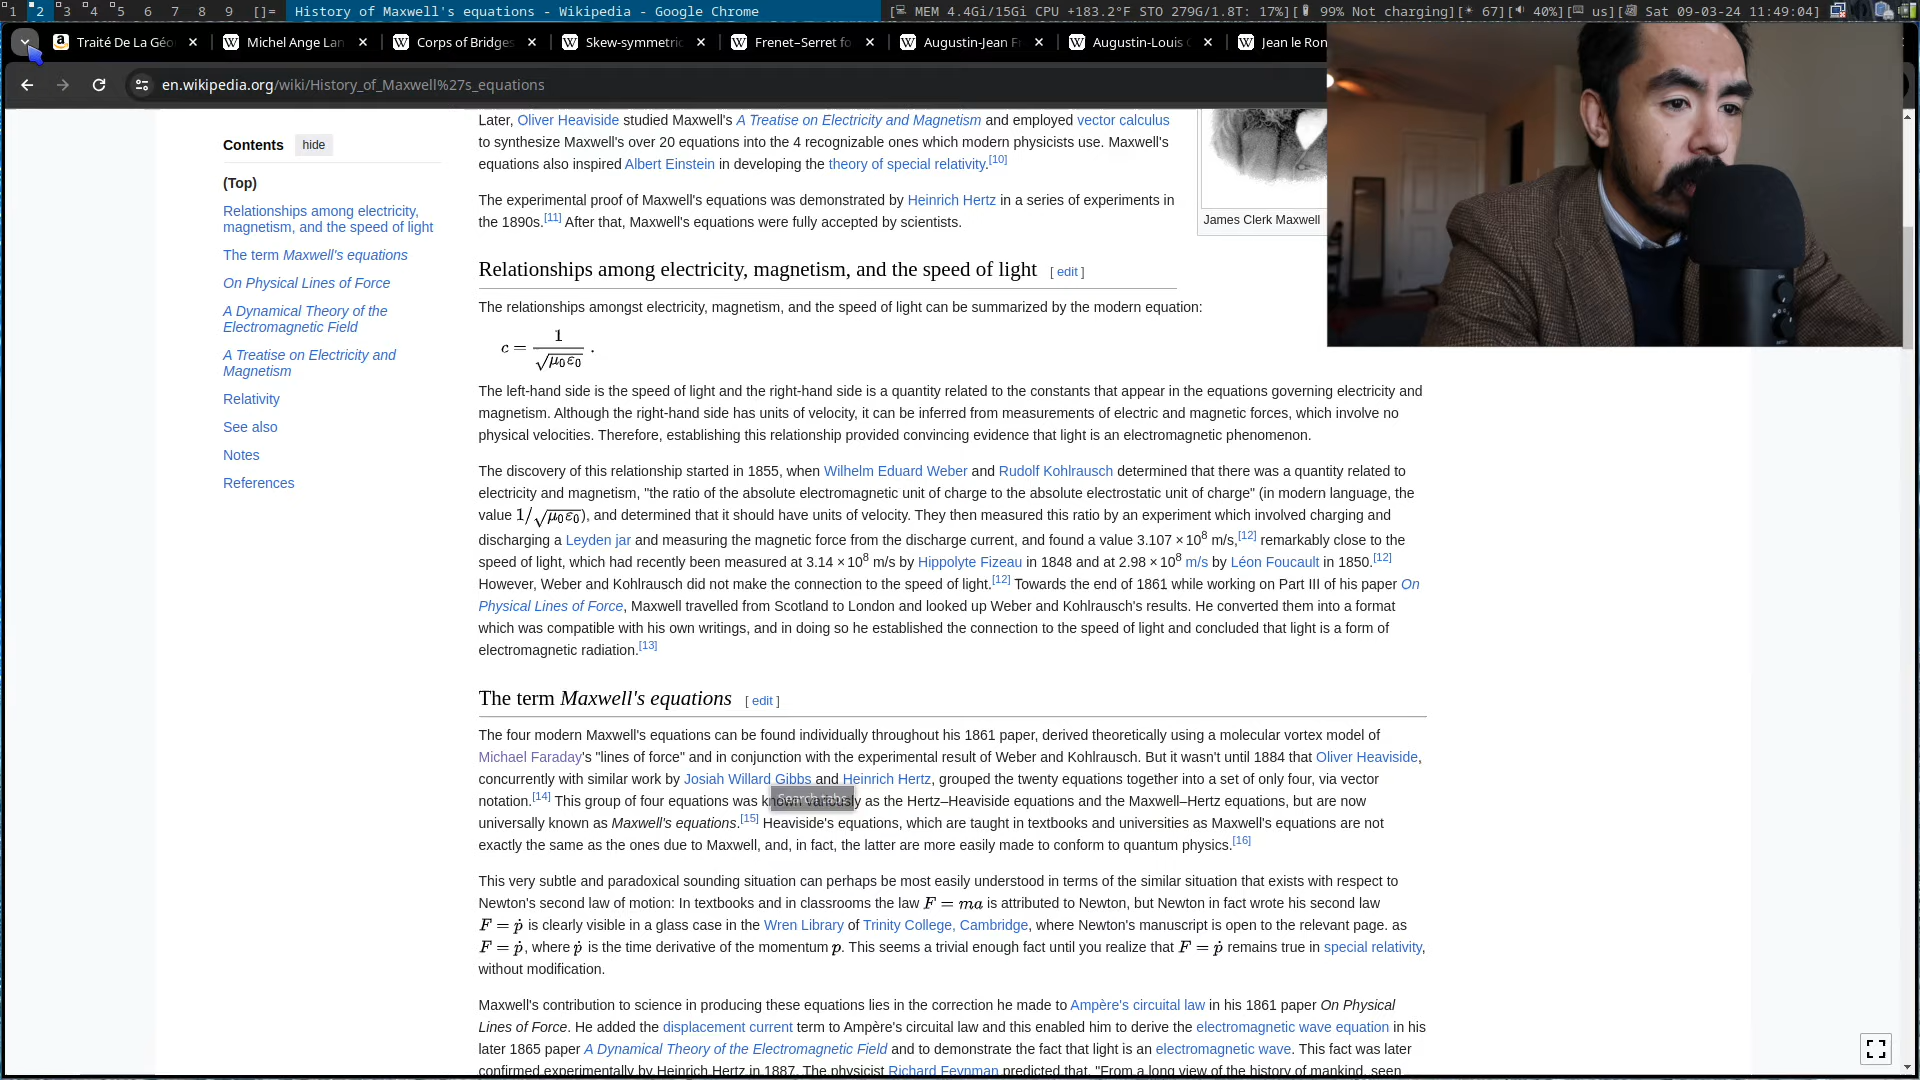 1 2 3 4 5 6 7 8 9 []= History of Maxwell's equations - Wikipedia - Google Chrome [ MEM 4.4Gi/15Gi CPU +183.2°F STO 279G/1.8T: 17%][ 99% Not charging][ 67][ 40%][ us][ Sat 09-03-24 11:49:04]
Traité De La Géo Michel Ange Lan Corps of Bridges Skew-symmetric Frenet–Serret fo Augustin-Jean F Augustin-Louis C Jean le Ron
en.wikipedia.org/wiki/History_of_Maxwell%27s_equations
Contents hide
(Top)
Relationships among electricity,
magnetism, and the speed of light
The term Maxwell's equations
On Physical Lines of Force
A Dynamical Theory of the
Electromagnetic Field
A Treatise on Electricity and
Magnetism
Relativity
See also
Notes
References
Later, Oliver Heaviside studied Maxwell's A Treatise on Electricity and Magnetism and employed vector calculus
to synthesize Maxwell's over 20 equations into the 4 recognizable ones which modern physicists use. Maxwell's
equations also inspired Albert Einstein in developing the theory of special relativity.[10]
The experimental proof of Maxwell's equations was demonstrated by Heinrich Hertz in a series of experiments in
the 1890s.[11] After that, Maxwell's equations were fully accepted by scientists.
James Clerk Maxwell
Relationships among electricity, magnetism, and the speed of light [ edit ]
The relationships amongst electricity, magnetism, and the speed of light can be summarized by the modern equation:
c = 1/√μ₀ε₀ .
The left-hand side is the speed of light and the right-hand side is a quantity related to the constants that appear in the equations governing electricity and
magnetism. Although the right-hand side has units of velocity, it can be inferred from measurements of electric and magnetic forces, which involve no
physical velocities. Therefore, establishing this relationship provided convincing evidence that light is an electromagnetic phenomenon.
The discovery of this relationship started in 1855, when Wilhelm Eduard Weber and Rudolf Kohlrausch determined that there was a quantity related to
electricity and magnetism, "the ratio of the absolute electromagnetic unit of charge to the absolute electrostatic unit of charge" (in modern language, the
value 1/√μ₀ε₀), and determined that it should have units of velocity. They then measured this ratio by an experiment which involved charging and
discharging a Leyden jar and measuring the magnetic force from the discharge current, and found a value 3.107 × 10⁸ m/s,[12] remarkably close to the
speed of light, which had recently been measured at 3.14 × 10⁸ m/s by Hippolyte Fizeau in 1848 and at 2.98 × 10⁸ m/s by Léon Foucault in 1850.[12]
However, Weber and Kohlrausch did not make the connection to the speed of light.[12] Towards the end of 1861 while working on Part III of his paper On
Physical Lines of Force, Maxwell travelled from Scotland to London and looked up Weber and Kohlrausch's results. He converted them into a format
which was compatible with his own writings, and in doing so he established the connection to the speed of light and concluded that light is a form of
electromagnetic radiation.[13]
The term Maxwell's equations [ edit ]
The four modern Maxwell's equations can be found individually throughout his 1861 paper, derived theoretically using a molecular vortex model of
Michael Faraday's "lines of force" and in conjunction with the experimental result of Weber and Kohlrausch. But it wasn't until 1884 that Oliver Heaviside,
concurrently with similar work by Josiah Willard Gibbs and Heinrich Hertz, grouped the twenty equations together into a set of only four, via vector
notation.[14] This group of four equations was known variously as the Hertz–Heaviside equations and the Maxwell–Hertz equations, but are now
Search tabs
universally known as Maxwell's equations.[15] Heaviside's equations, which are taught in textbooks and universities as Maxwell's equations are not
exactly the same as the ones due to Maxwell, and, in fact, the latter are more easily made to conform to quantum physics.[16]
This very subtle and paradoxical sounding situation can perhaps be most easily understood in terms of the similar situation that exists with respect to
Newton's second law of motion: In textbooks and in classrooms the law F = ma is attributed to Newton, but Newton in fact wrote his second law
F = ṗ is clearly visible in a glass case in the Wren Library of Trinity College, Cambridge, where Newton's manuscript is open to the relevant page. as
F = ṗ, where ṗ is the time derivative of the momentum p. This seems a trivial enough fact until you realize that F = ṗ remains true in special relativity,
without modification.
Maxwell's contribution to science in producing these equations lies in the correction he made to Ampère's circuital law in his 1861 paper On Physical
Lines of Force. He added the displacement current term to Ampère's circuital law and this enabled him to derive the electromagnetic wave equation in his
later 1865 paper A Dynamical Theory of the Electromagnetic Field and to demonstrate the fact that light is an electromagnetic wave. This fact was later
confirmed experimentally by Heinrich Hertz in 1887. The physicist Richard Feynman predicted that, "From a long view of the history of mankind, seen